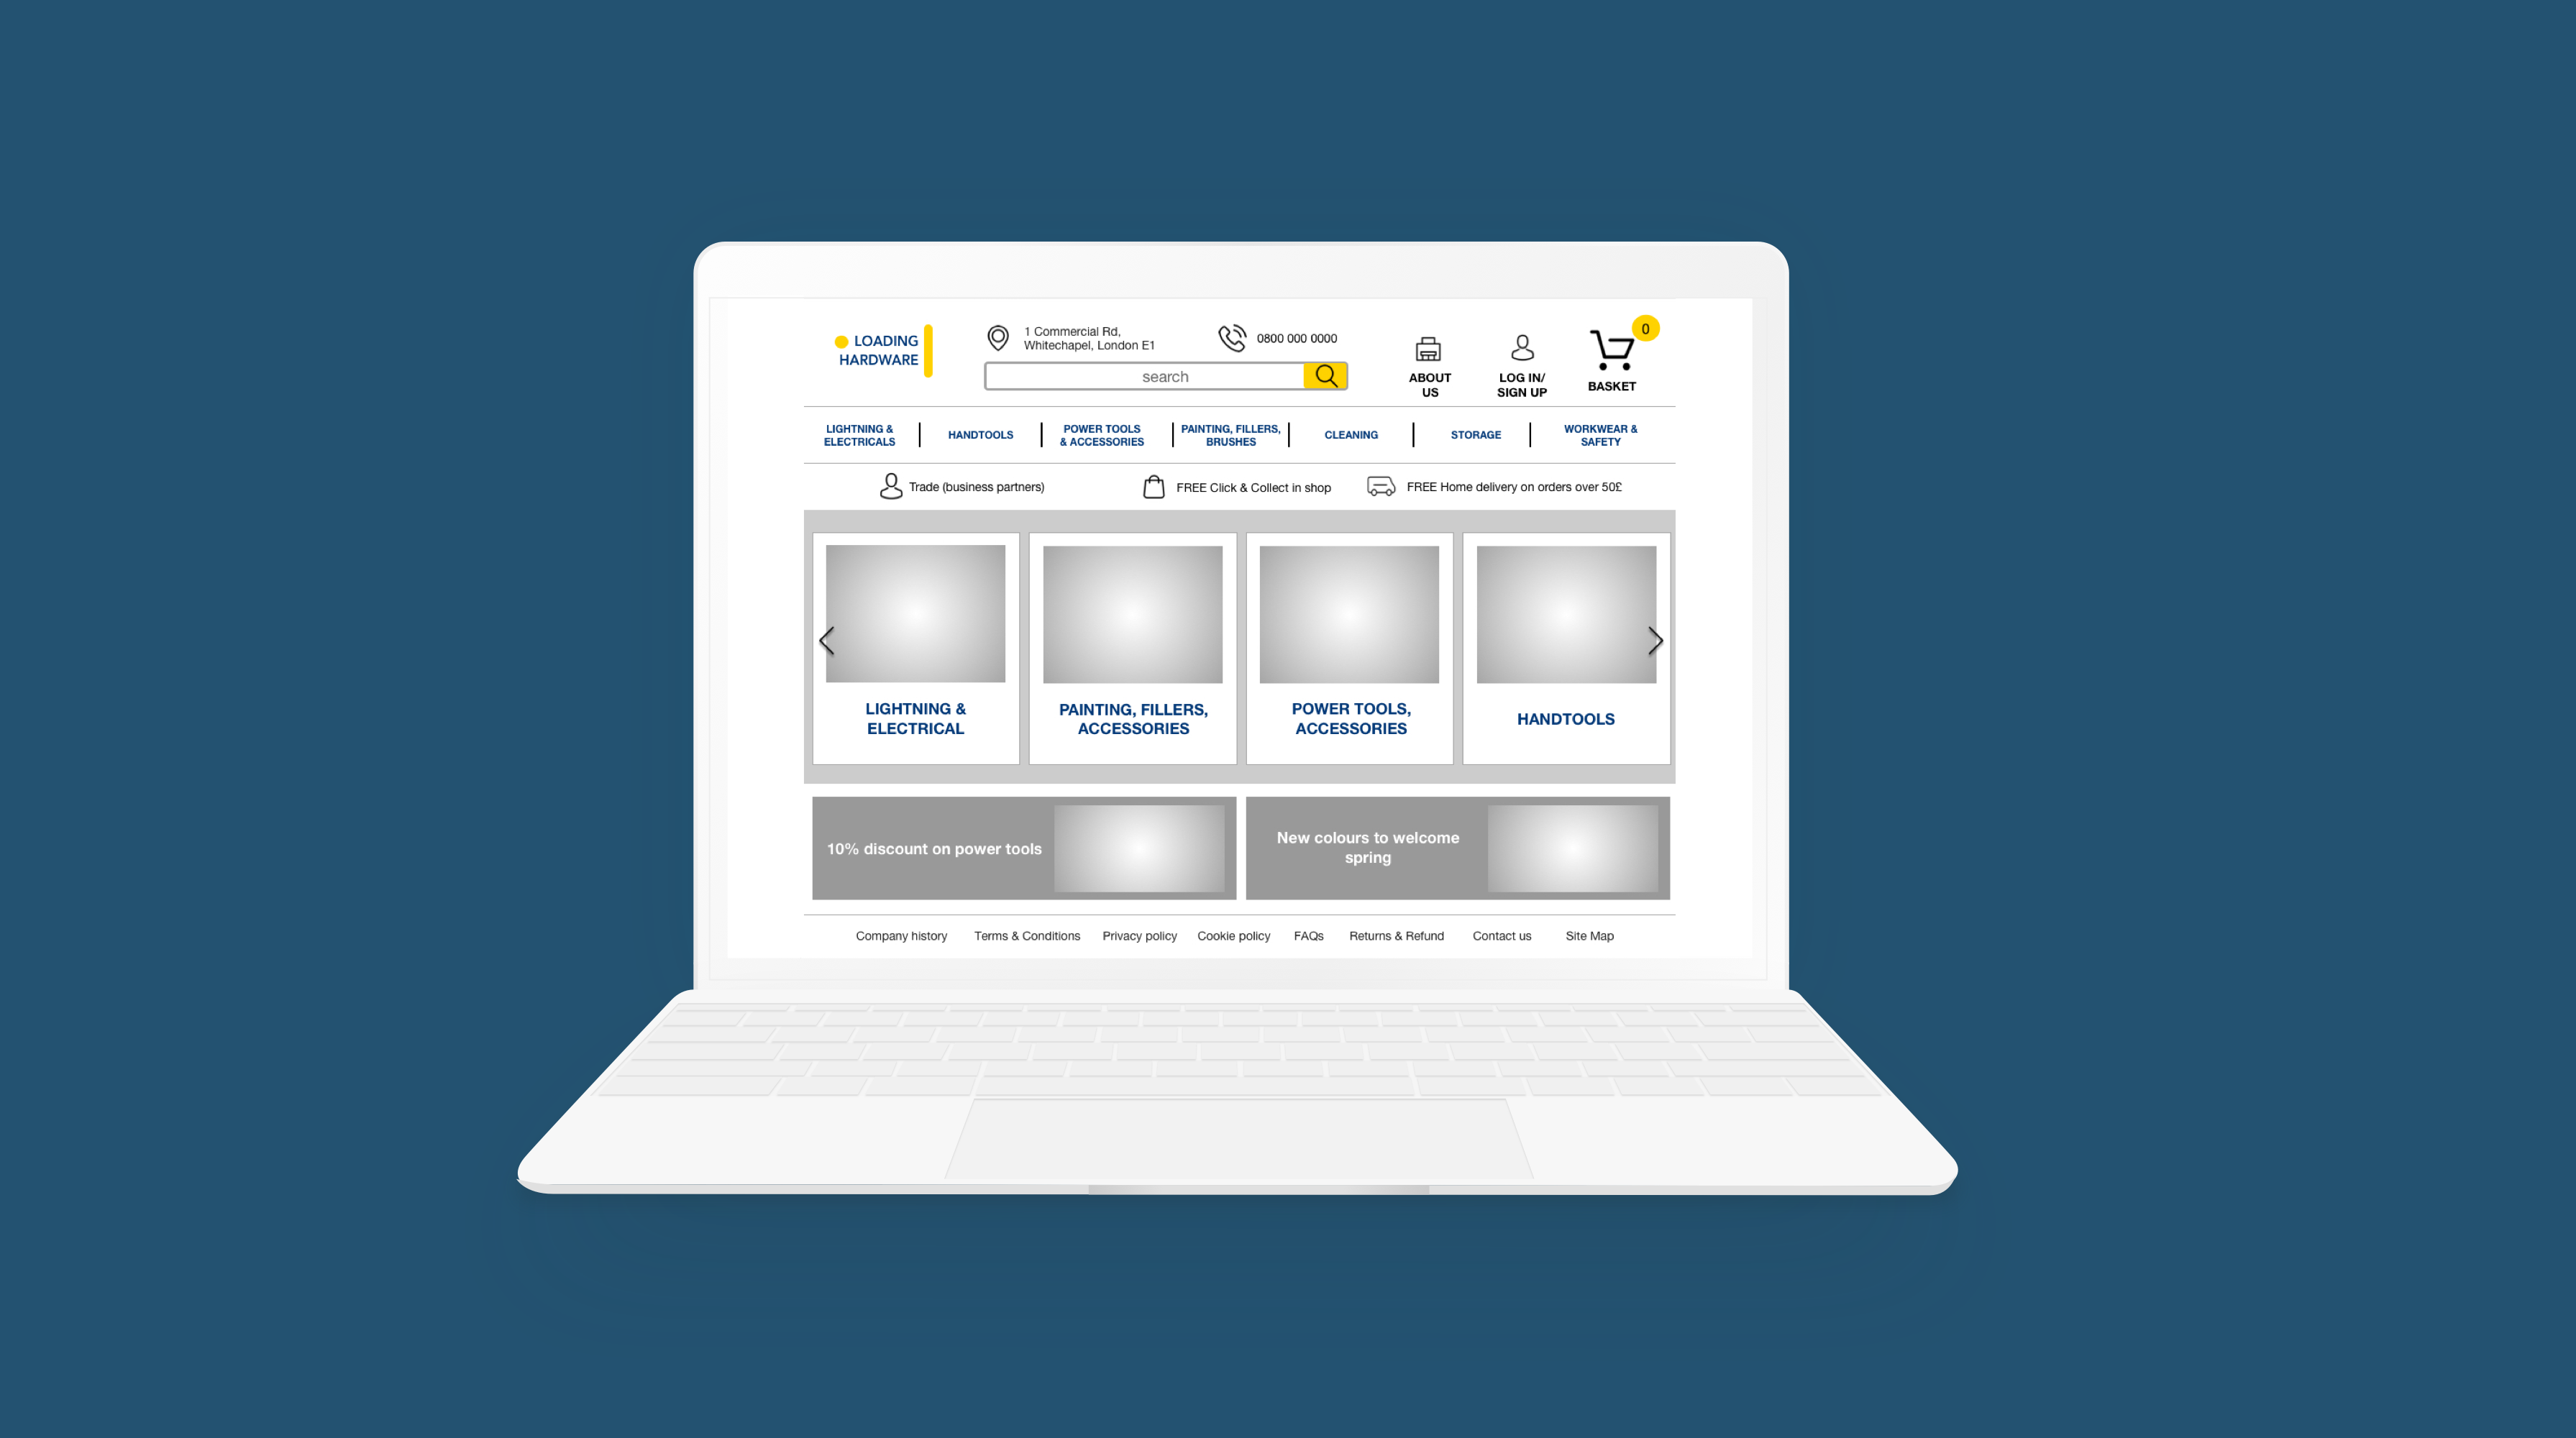 LOADING
HARDWARE
1 Commercial Rd,
Whitechapel, London E1
0800 000 0000
search
ABOUT
US
LOG IN/
SIGN UP
0
BASKET
LIGHTNING &
ELECTRICALS
HANDTOOLS
POWER TOOLS
& ACCESSORIES
PAINTING, FILLERS,
BRUSHES
CLEANING
STORAGE
WORKWEAR &
SAFETY
Trade (business partners)
FREE Click & Collect in shop
FREE Home delivery on orders over 50£
LIGHTNING &
ELECTRICAL
PAINTING, FILLERS,
ACCESSORIES
POWER TOOLS,
ACCESSORIES
HANDTOOLS
10% discount on power tools
New colours to welcome
spring
Company history
Terms & Conditions
Privacy policy
Cookie policy
FAQs
Returns & Refund
Contact us
Site Map